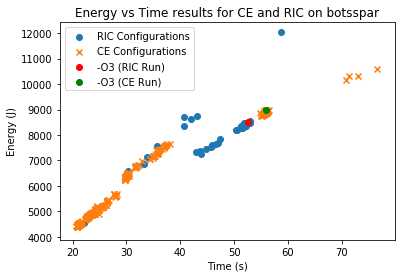 Energy vs Time results for CE and RIC on botsspar
RIC Configurations
CE Configurations
-O3 (RIC Run)
-O3 (CE Run)
Energy (J)
12000
11000
10000
9000
8000
7000
6000
5000
4000
20 30 40 50 60 70
Time (s)